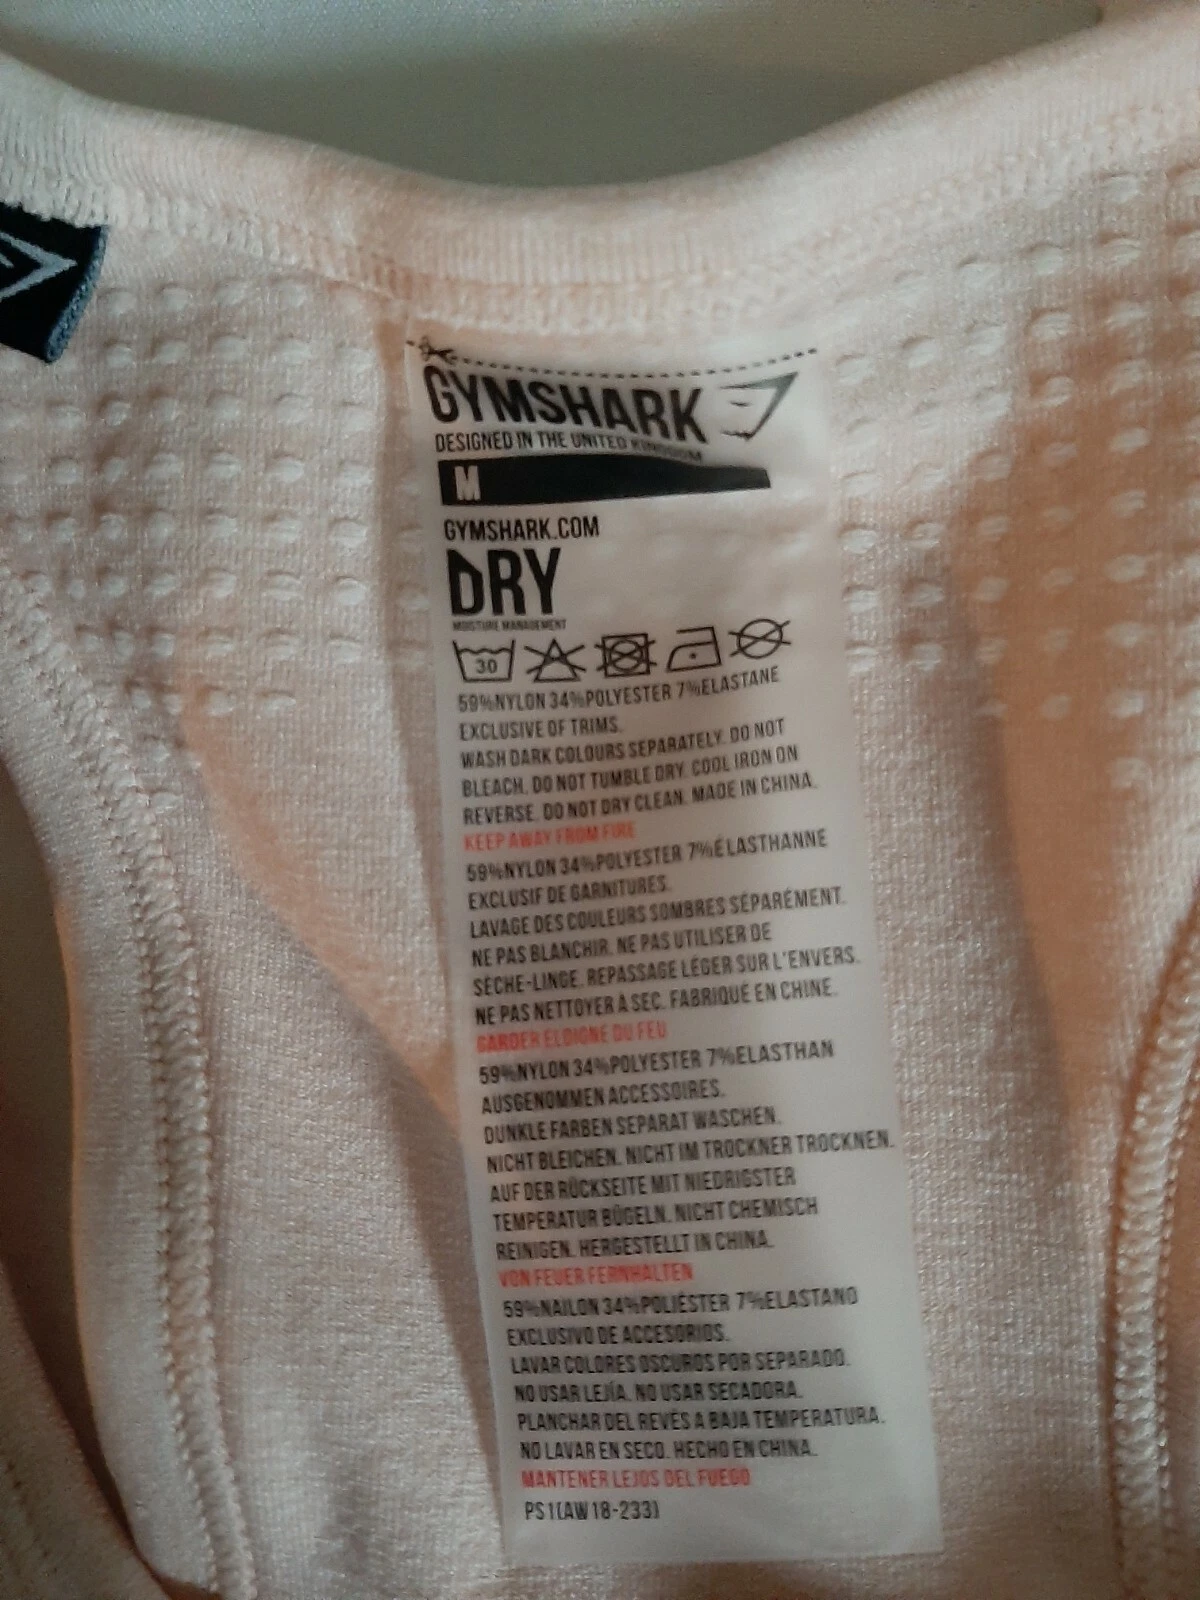 GYMSHARK
DESIGNED IN THE UNITED KINGDOM
M
GYMSHARK.COM
DRY
MOISTURE MANAGEMENT
30
59%NYLON 34%POLYESTER 7%ELASTANE
EXCLUSIVE OF TRIMS.
WASH DARK COLOURS SEPARATELY. DO NOT
BLEACH. DO NOT TUMBLE DRY. COOL IRON ON
REVERSE. DO NOT DRY CLEAN. MADE IN CHINA.
KEEP AWAY FROM FIRE
59%NYLON 34%POLYESTER 7%ÉLASTHANNE
EXCLUSIF DE GARNITURES.
LAVAGE DES COULEURS SOMBRES SÉPARÉMENT.
NE PAS BLANCHIR. NE PAS UTILISER DE
SÈCHE-LINGE. REPASSAGE LÉGER SUR L'ENVERS.
NE PAS NETTOYER À SEC. FABRIQUÉ EN CHINE.
GARDER ELOIGNE DU FEU
59%NYLON 34%POLYESTER 7%ELASTHAN
AUSGENOMMEN ACCESSOIRES.
DUNKLE FARBEN SEPARAT WASCHEN.
NICHT BLEICHEN. NICHT IM TROCKNER TROCKNEN.
AUF DER RÜCKSEITE MIT NIEDRIGSTER
TEMPERATUR BÜGELN. NICHT CHEMISCH
REINIGEN. HERGESTELLT IN CHINA.
VON FEUER FERNHALTEN
59%NAILON 34%POLIÉSTER 7%ELASTANO
EXCLUSIVO DE ACCESORIOS.
LAVAR COLORES OSCUROS POR SEPARADO.
NO USAR LEJÍA. NO USAR SECADORA.
PLANCHAR DEL REVÉS A BAJA TEMPERATURA.
NO LAVAR EN SECO. HECHO EN CHINA.
MANTENER LEJOS DEL FUEGO
PS1(AW18-233)